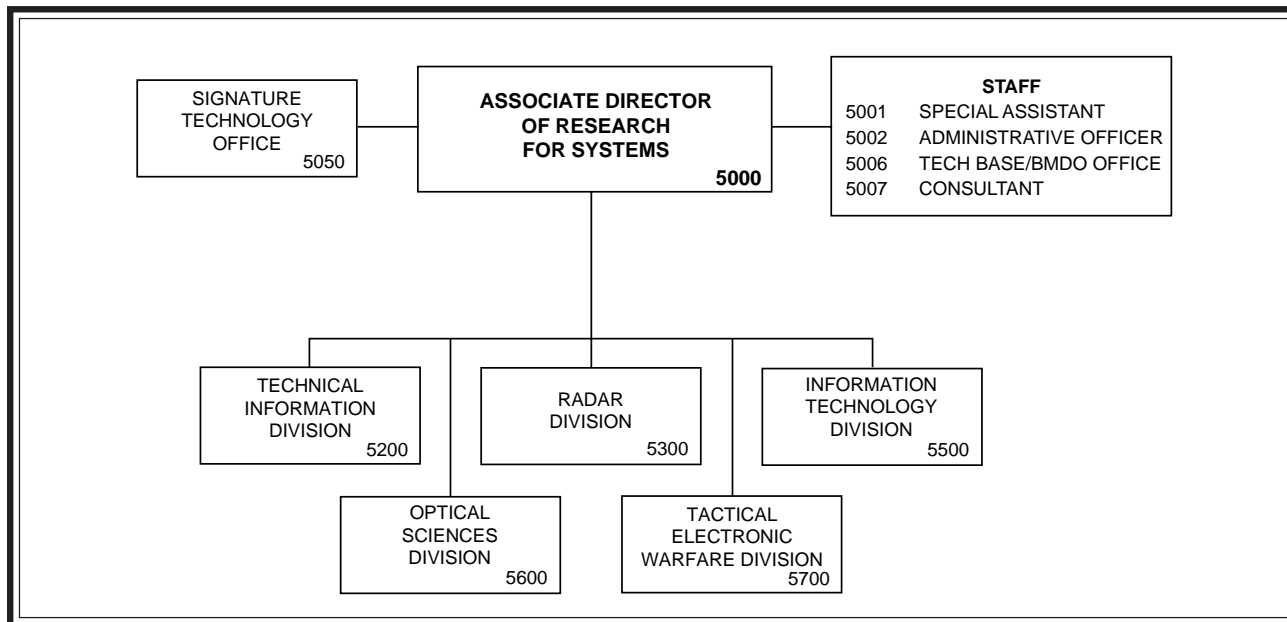 SIGNATURE
TECHNOLOGY
OFFICE
5050
ASSOCIATE DIRECTOR
OF RESEARCH
FOR SYSTEMS
5000
STAFF
5001 SPECIAL ASSISTANT
5002 ADMINISTRATIVE OFFICER
5006 TECH BASE/BMDO OFFICE
5007 CONSULTANT
TECHNICAL
INFORMATION
DIVISION
5200
RADAR
DIVISION
5300
INFORMATION
TECHNOLOGY
DIVISION
5500
OPTICAL
SCIENCES
DIVISION
5600
TACTICAL
ELECTRONIC
WARFARE DIVISION
5700